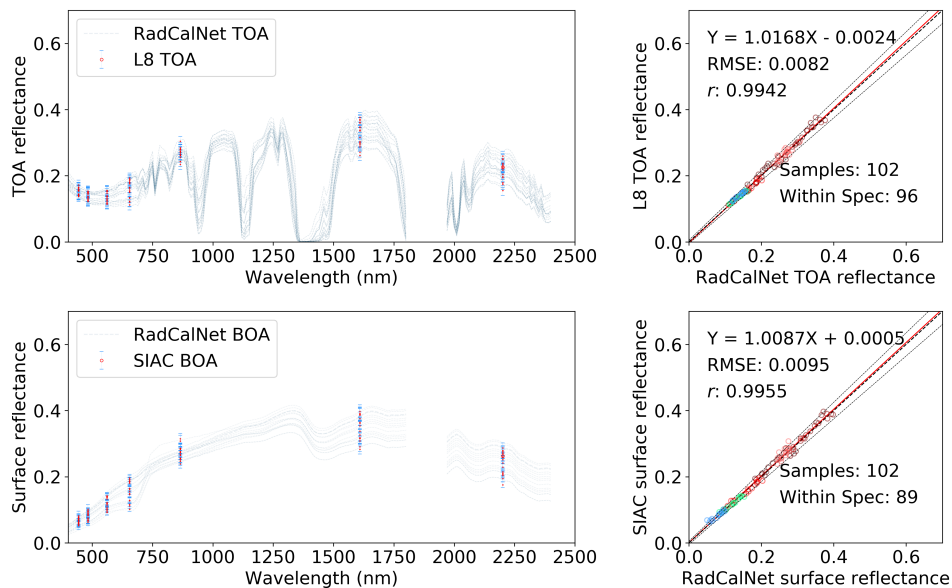 RadCalNet TOA
L8 TOA
TOA reflectance
0.6
0.4
0.2
0.0
500 750 1000 1250 1500 1750 2000 2250 2500
Wavelength (nm)
Y = 1.0168X - 0.0024
RMSE: 0.0082
r: 0.9942
Samples: 102
Within Spec: 96
L8 TOA reflectance
0.6
0.4
0.2
0.0
0.0 0.2 0.4 0.6
RadCalNet TOA reflectance
RadCalNet BOA
SIAC BOA
Surface reflectance
0.6
0.4
0.2
0.0
500 750 1000 1250 1500 1750 2000 2250 2500
Wavelength (nm)
Y = 1.0087X + 0.0005
RMSE: 0.0095
r: 0.9955
Samples: 102
Within Spec: 89
SIAC surface reflectance
0.6
0.4
0.2
0.0
0.0 0.2 0.4 0.6
RadCalNet surface reflectance